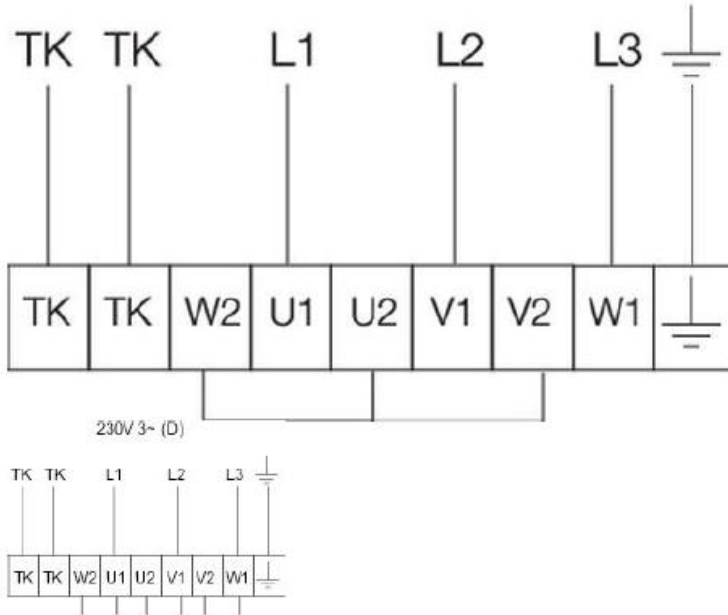 TK TK L1 L2 L3
TK TK W2 U1 U2 V1 V2 W1
230V 3~ (D)
TK TK L1 L2 L3
TK TK W2 U1 U2 V1 V2 W1